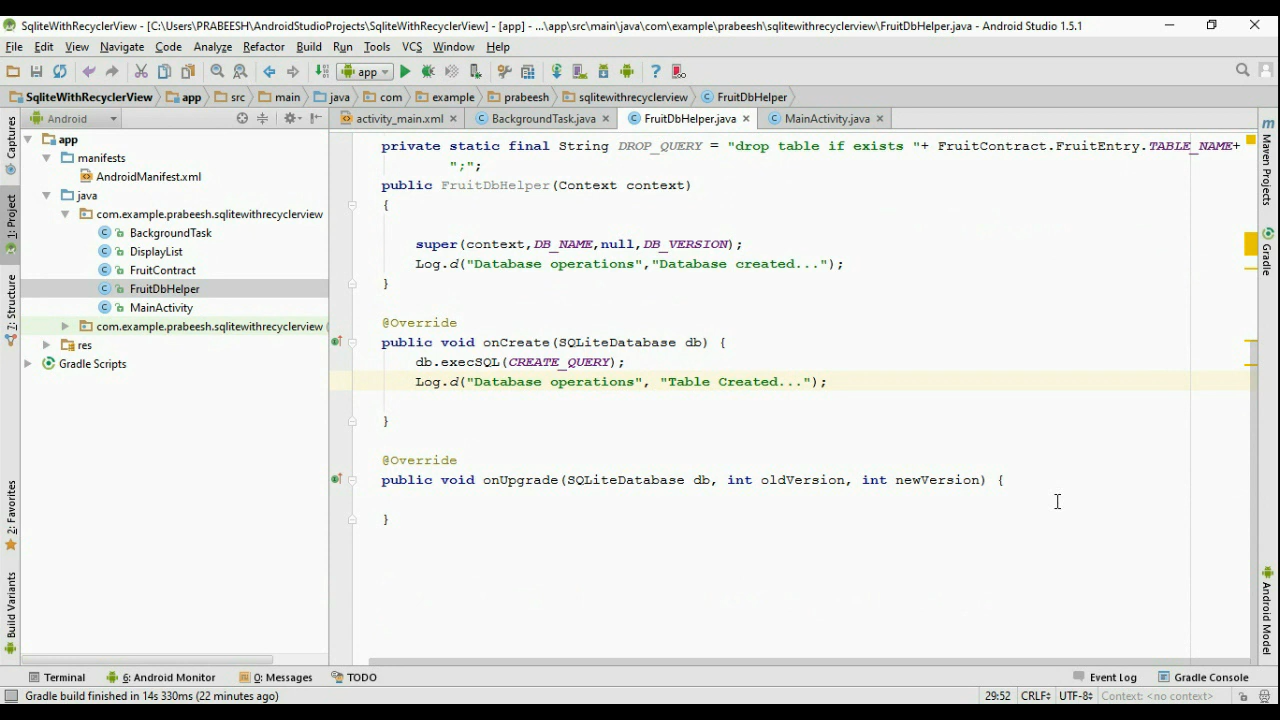 SqliteWithRecyclerView - [C:\Users\PRABEESH\AndroidStudioProjects\SqliteWithRecyclerView] - [app] - ...\app\src\main\java\com\example\prabeesh\sqlitewithrecyclerview\FruitDbHelper.java - Android Studio 1.5.1
File Edit View Navigate Code Analyze Refactor Build Run Tools VCS Window Help
app
SqliteWithRecyclerView app src main java com example prabeesh sqlitewithrecyclerview FruitDbHelper
Android activity_main.xml BackgroundTask.java FruitDbHelper.java MainActivity.java
app
manifests
AndroidManifest.xml
java
com.example.prabeesh.sqlitewithrecyclerview
BackgroundTask
DisplayList
FruitContract
FruitDbHelper
MainActivity
com.example.prabeesh.sqlitewithrecyclerview (
res
Gradle Scripts
private static final String DROP_QUERY = "drop table if exists "+ FruitContract.FruitEntry.TABLE_NAME+
";";
public FruitDbHelper(Context context)
{
super(context,DB_NAME,null,DB_VERSION);
Log.d("Database operations","Database created...");
}
@Override
public void onCreate(SQLiteDatabase db) {
db.execSQL(CREATE_QUERY);
Log.d("Database operations", "Table Created...");
}
@Override
public void onUpgrade(SQLiteDatabase db, int oldVersion, int newVersion) {
}
Captures
1: Project
7: Structure
2: Favorites
Build Variants
Maven Projects
Gradle
Android Model
Terminal 6: Android Monitor 0: Messages TODO Event Log Gradle Console
Gradle build finished in 14s 330ms (22 minutes ago) 29:52 CRLF UTF-8 Context: <no context>